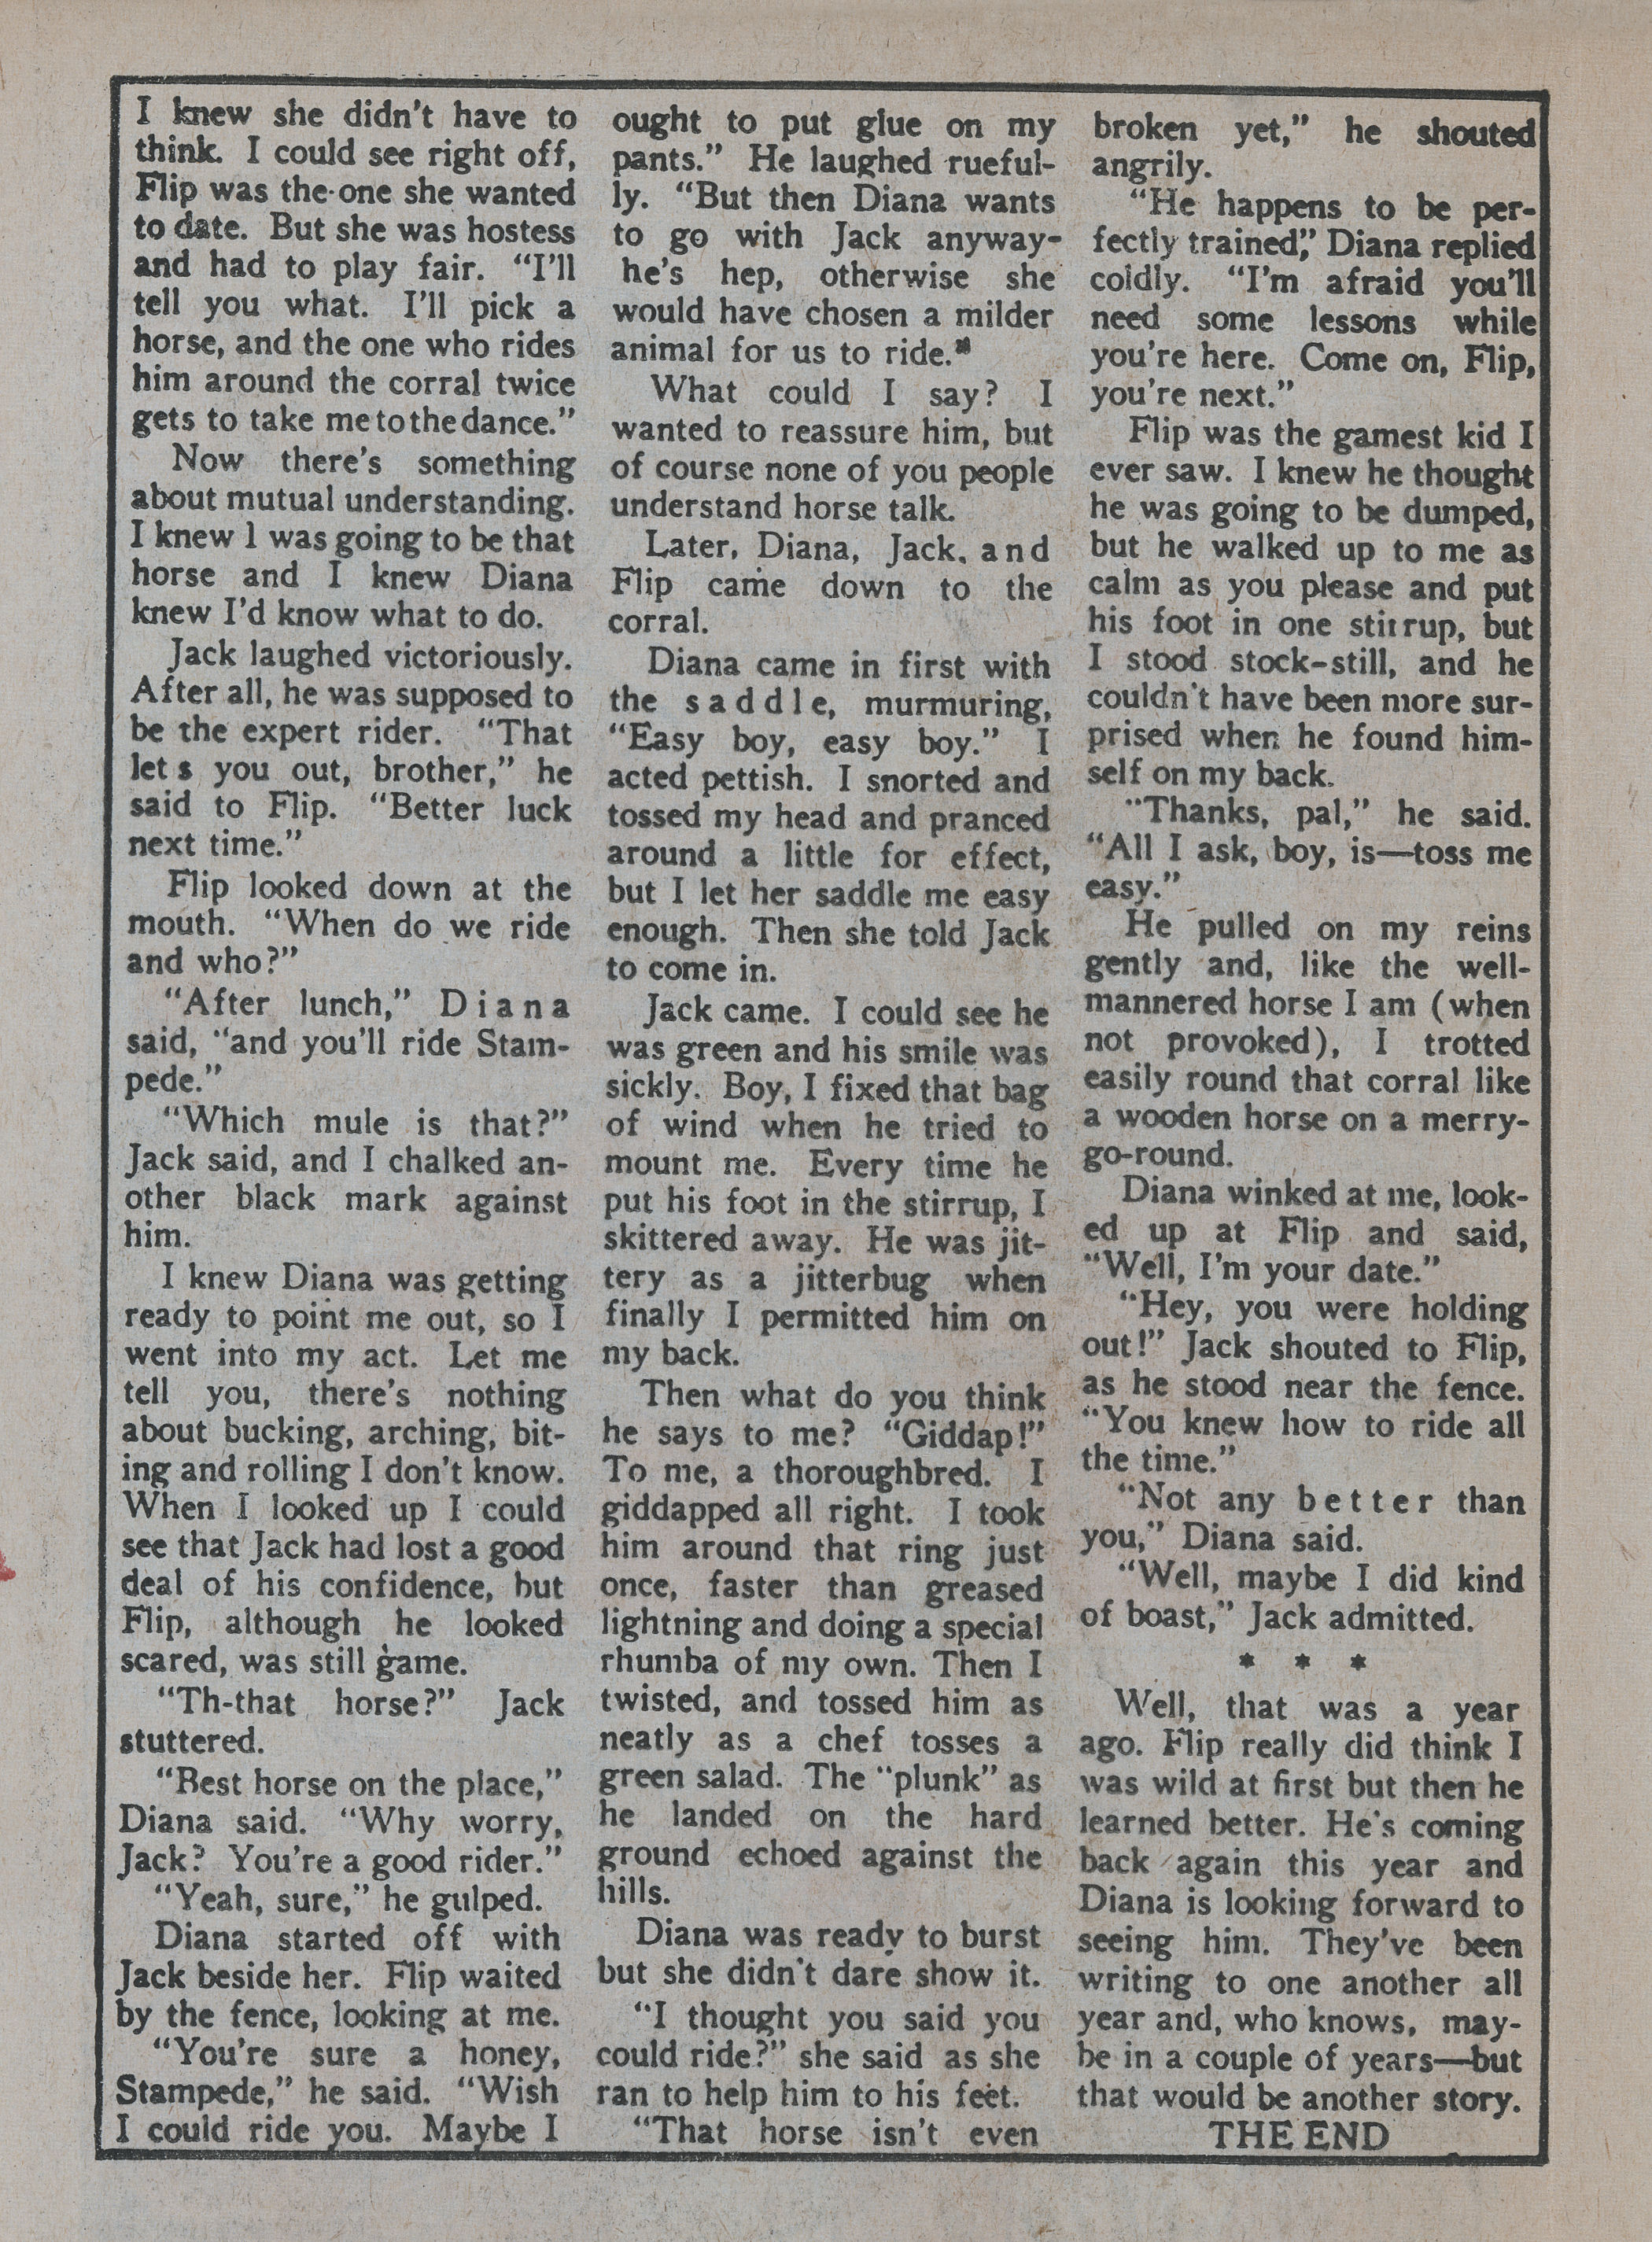 I knew she didn't have to
think. I could see right off,
Flip was the one she wanted
to date. But she was hostess
and had to play fair. "I'll
tell you what. I'll pick a
horse, and the one who rides
him around the corral twice
gets to take me to the dance."
Now there's something
about mutual understanding.
I knew I was going to be that
horse and I knew Diana
knew I'd know what to do.
Jack laughed victoriously.
After all, he was supposed to
be the expert rider. "That
lets you out, brother," he
said to Flip. "Better luck
next time."
Flip looked down at the
mouth. "When do we ride
and who?"
"After lunch," Diana
said, "and you'll ride Stam-
pede."
"Which mule is that?"
Jack said, and I chalked an-
other black mark against
him.
I knew Diana was getting
ready to point me out, so I
went into my act. Let me
tell you, there's nothing
about bucking, arching, bit-
ing and rolling I don't know.
When I looked up I could
see that Jack had lost a good
deal of his confidence, but
Flip, although he looked
scared, was still game.
"Th-that horse?" Jack
stuttered.
"Best horse on the place,"
Diana said. "Why worry,
Jack? You're a good rider."
"Yeah, sure," he gulped.
Diana started off with
Jack beside her. Flip waited
by the fence, looking at me.
"You're sure a honey,
Stampede," he said. "Wish
I could ride you. Maybe I
ought to put glue on my
pants." He laughed rueful-
ly. "But then Diana wants
to go with Jack anyway-
he's hep, otherwise she
would have chosen a milder
animal for us to ride."
What could I say? I
wanted to reassure him, but
of course none of you people
understand horse talk.
Later, Diana, Jack, and
Flip came down to the
corral.
Diana came in first with
the saddle, murmuring,
"Easy boy, easy boy." I
acted pettish. I snorted and
tossed my head and pranced
around a little for effect,
but I let her saddle me easy
enough. Then she told Jack
to come in.
Jack came. I could see he
was green and his smile was
sickly. Boy, I fixed that bag
of wind when he tried to
mount me. Every time he
put his foot in the stirrup, I
skittered away. He was jit-
tery as a jitterbug when
finally I permitted him on
my back.
Then what do you think
he says to me? "Giddap!"
To me, a thoroughbred. I
giddapped all right. I took
him around that ring just
once, faster than greased
lightning and doing a special
rhumba of my own. Then I
twisted, and tossed him as
neatly as a chef tosses a
green salad. The "plunk" as
he landed on the hard
ground echoed against the
hills.
Diana was ready to burst
but she didn't dare show it.
"I thought you said you
could ride?" she said as she
ran to help him to his feet.
"That horse isn't even
broken yet," he shouted
angrily.
"He happens to be per-
fectly trained," Diana replied
coldly. "I'm afraid you'll
need some lessons while
you're here. Come on, Flip,
you're next."
Flip was the gamest kid I
ever saw. I knew he thought
he was going to be dumped,
but he walked up to me as
calm as you please and put
his foot in one stirrup, but
I stood stock-still, and he
couldn't have been more sur-
prised when he found him-
self on my back.
"Thanks, pal," he said.
"All I ask, boy, is—toss me
easy."
He pulled on my reins
gently and, like the well-
mannered horse I am (when
not provoked), I trotted
easily round that corral like
a wooden horse on a merry-
go-round.
Diana winked at me, look-
ed up at Flip and said,
"Well, I'm your date."
"Hey, you were holding
out!" Jack shouted to Flip,
as he stood near the fence.
"You knew how to ride all
the time."
"Not any better than
you," Diana said.
"Well, maybe I did kind
of boast," Jack admitted.
* * *
Well, that was a year
ago. Flip really did think I
was wild at first but then he
learned better. He's coming
back again this year and
Diana is looking forward to
seeing him. They've been
writing to one another all
year and, who knows, may-
be in a couple of years—but
that would be another story.
THE END